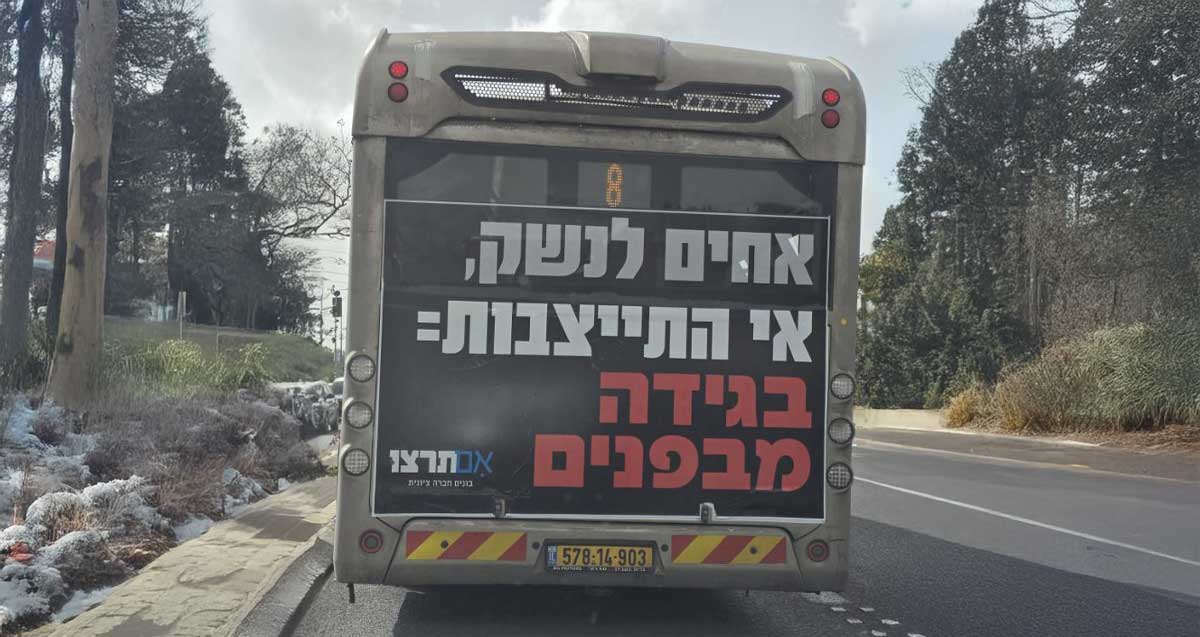 8
אחים לנשק,
אי התייצבות=
בגידה
מבפנים
אם תרצו
בונים חברה ציונית
578-14-903